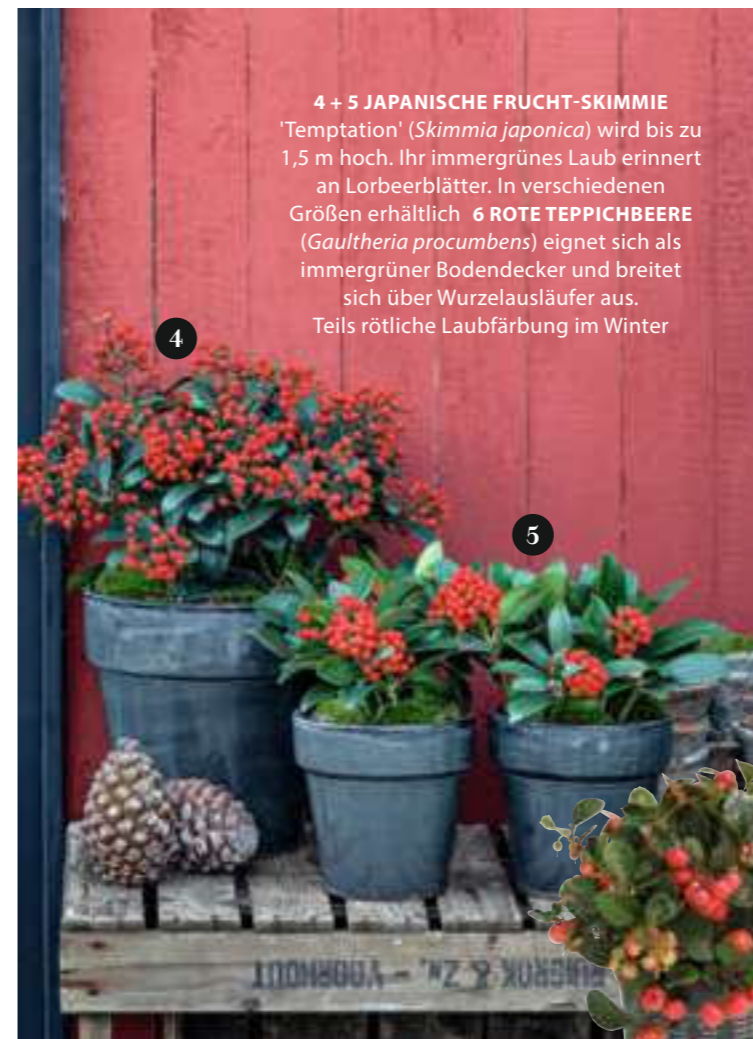 4 + 5 JAPANISCHE FRUCHT-SKIMMIE
'Temptation' (Skimmia japonica) wird bis zu
1,5 m hoch. Ihr immergrünes Laub erinnert
an Lorbeerblätter. In verschiedenen
Größen erhältlich 6 ROTE TEPPICHBEERE
(Gaultheria procumbens) eignet sich als
immergrüner Bodendecker und breitet
sich über Wurzelausläufer aus.
Teils rötliche Laubfärbung im Winter
4
5
& ZN. – VOORHOUT